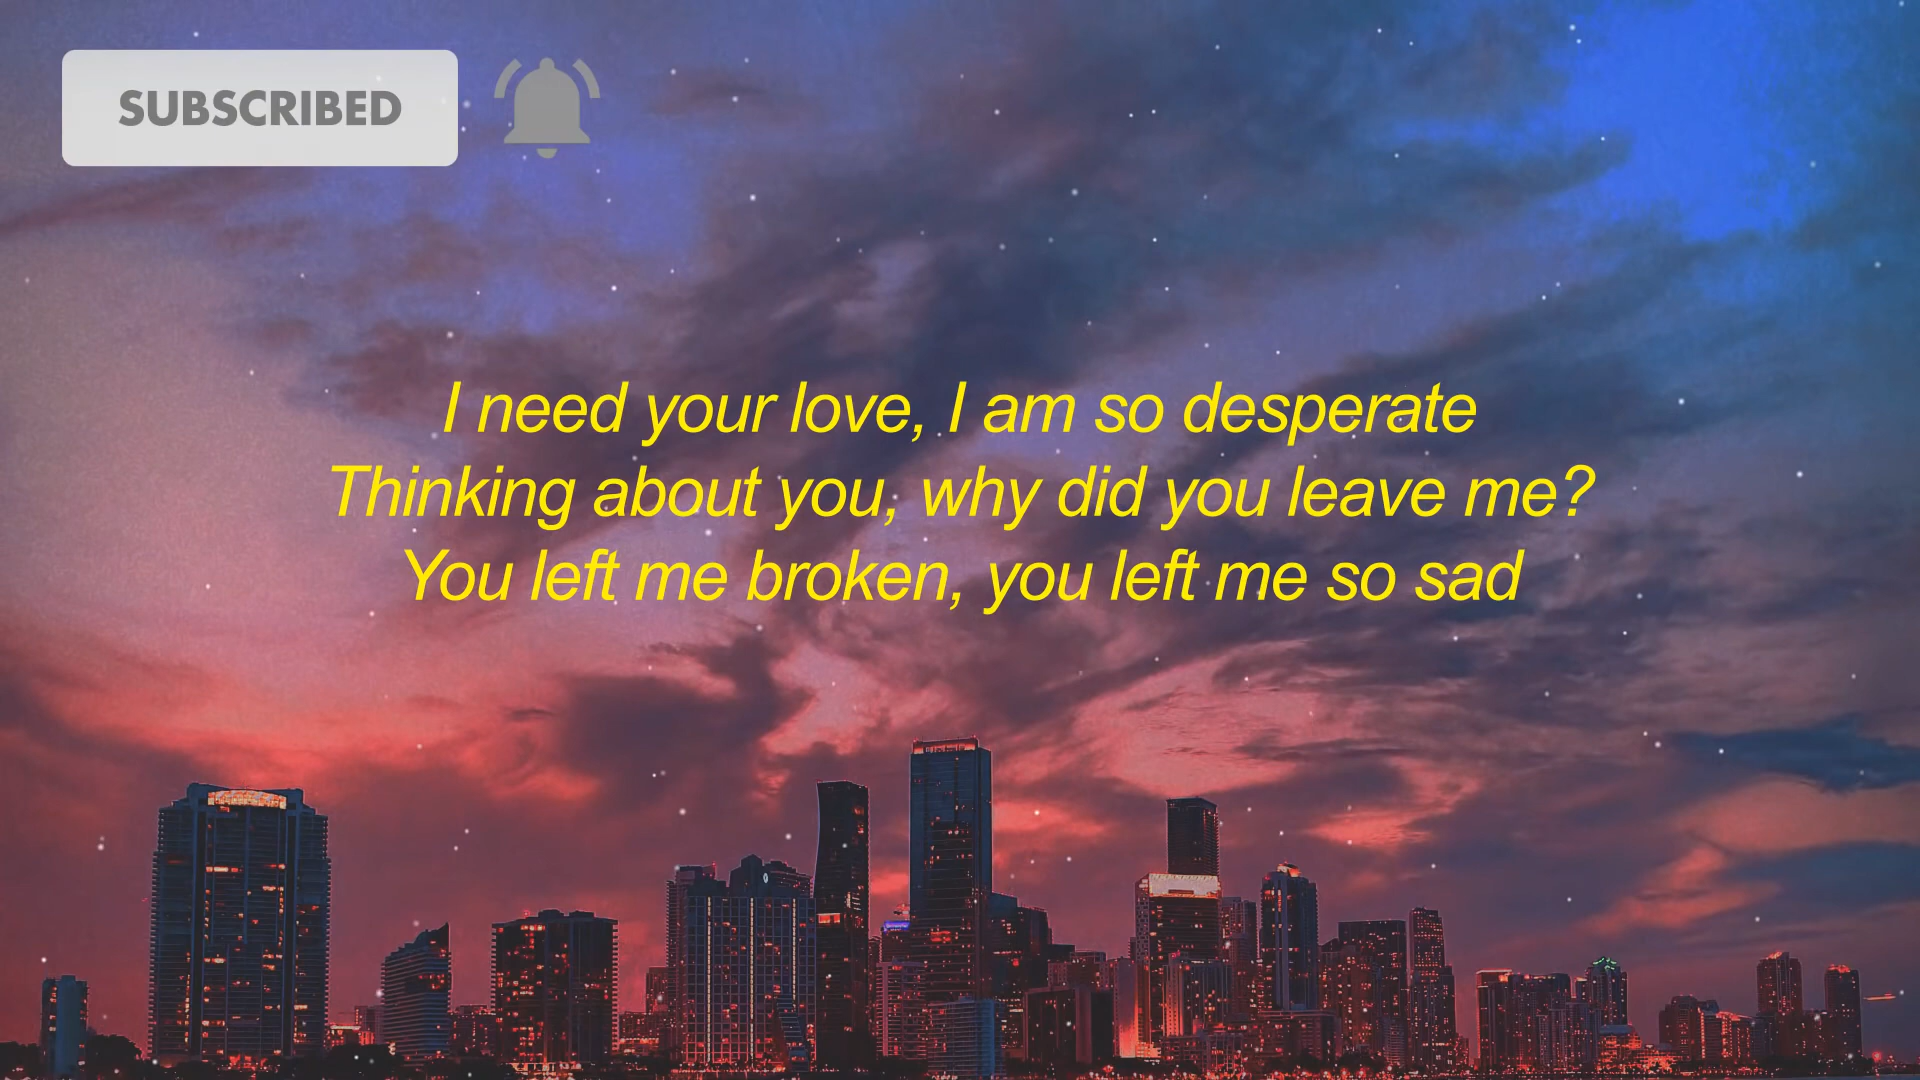 SUBSCRIBED
I need your love, I am so desperate
Thinking about you, why did you leave me?
You left me broken, you left me so sad